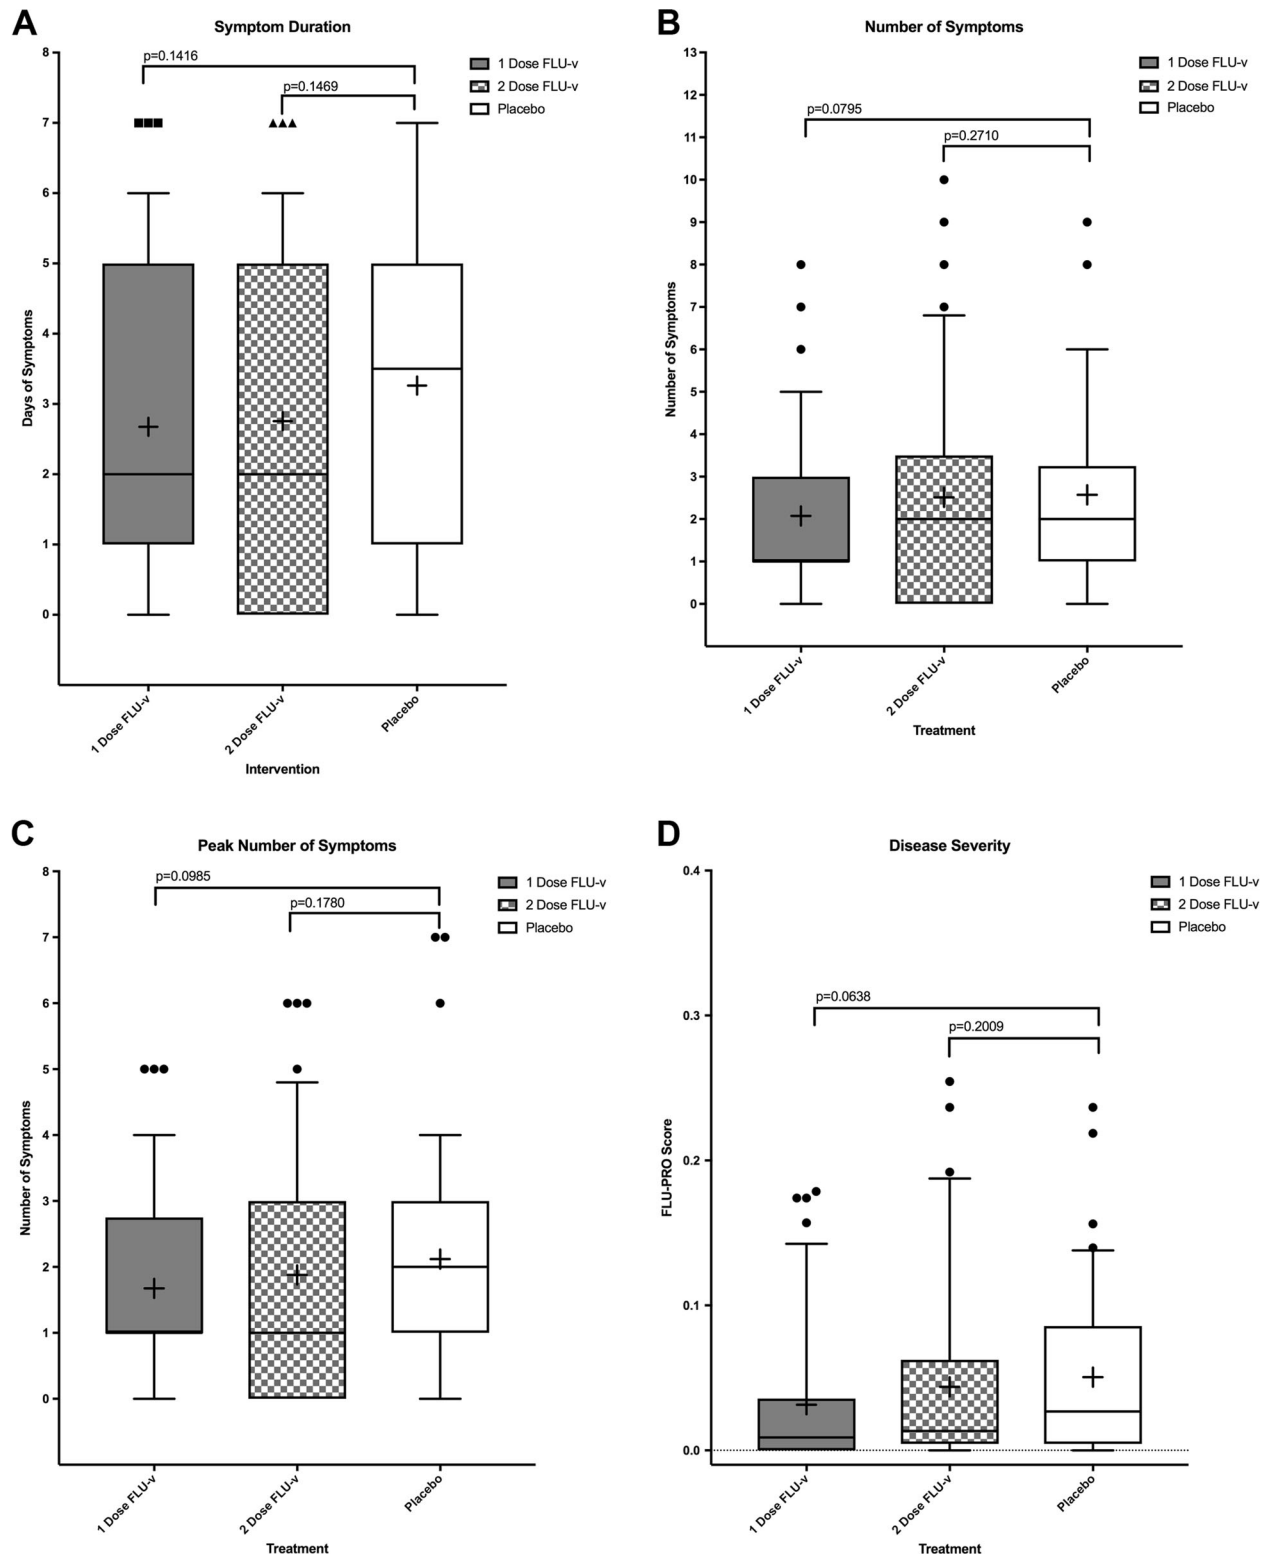 A
Symptom Duration
8
7
6
5
4
3
2
1
0
Days of Symptoms
p=0.1416
p=0.1469
1 Dose FLU-v
2 Dose FLU-v
Placebo
1 Dose FLU-v
2 Dose FLU-v
Placebo
Intervention
B
Number of Symptoms
13
12
11
10
9
8
7
6
5
4
3
2
1
0
Number of Symptoms
p=0.0795
p=0.2710
1 Dose FLU-v
2 Dose FLU-v
Placebo
1 Dose FLU-v
2 Dose FLU-v
Placebo
Treatment
C
Peak Number of Symptoms
8
7
6
5
4
3
2
1
0
Number of Symptoms
p=0.0985
p=0.1780
1 Dose FLU-v
2 Dose FLU-v
Placebo
1 Dose FLU-v
2 Dose FLU-v
Placebo
Treatment
D
Disease Severity
0.4
0.3
0.2
0.1
0.0
FLU-PRO Score
p=0.0638
p=0.2009
1 Dose FLU-v
2 Dose FLU-v
Placebo
1 Dose FLU-v
2 Dose FLU-v
Placebo
Treatment